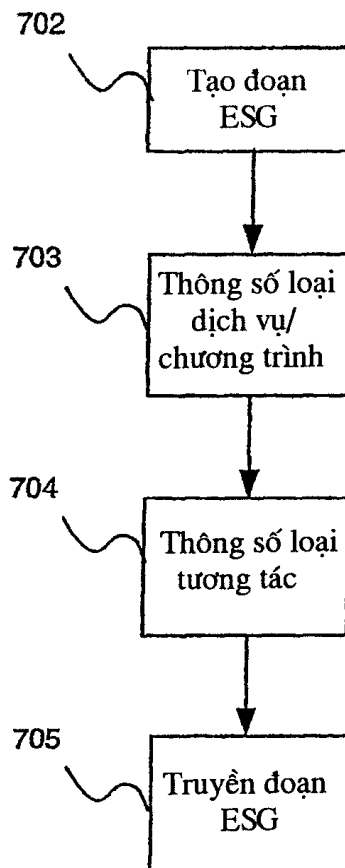 702
Tạo đoạn
ESG
703
Thông số loại
dịch vụ/
chương trình
704
Thông số loại
tương tác
705
Truyền đoạn
ESG